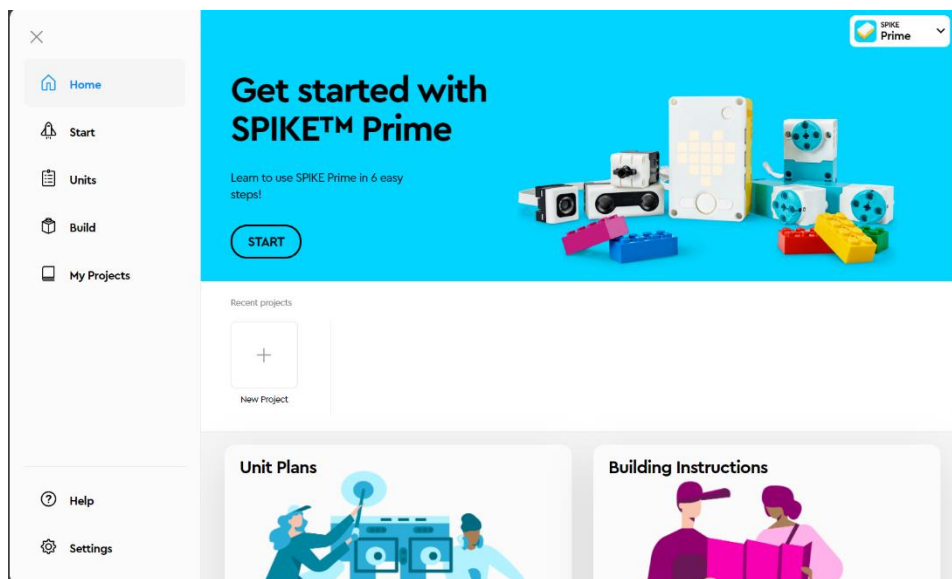 Home
Start
Units
Build
My Projects
Help
Settings
SPIKE
Prime
Get started with
SPIKE™ Prime
Learn to use SPIKE Prime in 6 easy
steps!
START
Recent projects
New Project
Unit Plans
Building Instructions